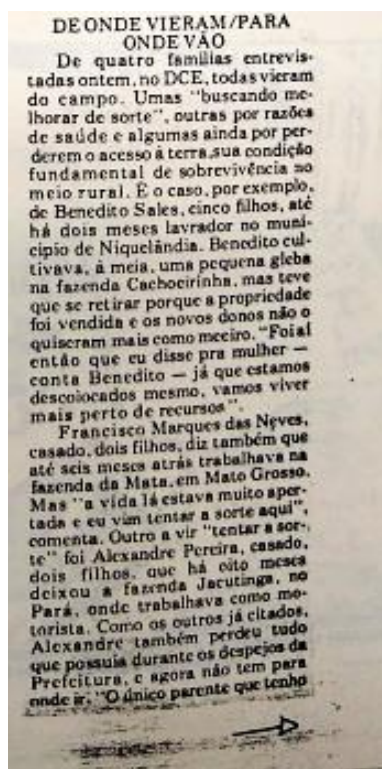 DE ONDE VIERAM/PARA
ONDE VÃO
De quatro famílias entrevis-
tadas ontem, no DCE, todas vieram
do campo. Umas "buscando me-
lhorar de sorte", outras por razões
de saúde e algumas ainda por per-
derem o acesso à terra, sua condição
fundamental de sobrevivência no
meio rural. É o caso, por exemplo,
de Benedito Sales, cinco filhos, até
há dois meses lavrador no muni-
cípio de Niquelândia. Benedito cul-
tivava, à meia, uma pequena gleba
na fazenda Cachoeirinha, mas teve
que se retirar porque a propriedade
foi vendida e os novos donos não o
quiseram mais como meeiro. "Foi aí
então que eu disse pra mulher —
conta Benedito — já que estamos
descolocados mesmo, vamos viver
mais perto de recursos".
Francisco Marques das Neves,
casado, dois filhos, diz também que
até seis meses atrás trabalhava na
fazenda da Mata, em Mato Grosso.
Mas "a vida lá estava muito aper-
tada e eu vim tentar a sorte aqui",
comenta. Outro a vir "tentar a sor-
te" foi Alexandre Pereira, casado,
dois filhos, que há oito meses
deixou a fazenda Jacutinga, no
Pará, onde trabalhava como mo-
torista. Como os outros já citados,
Alexandre também perdeu tudo
que possuía durante os despejos da
Prefeitura, e agora não tem para
onde ir. "O único parente que tenho